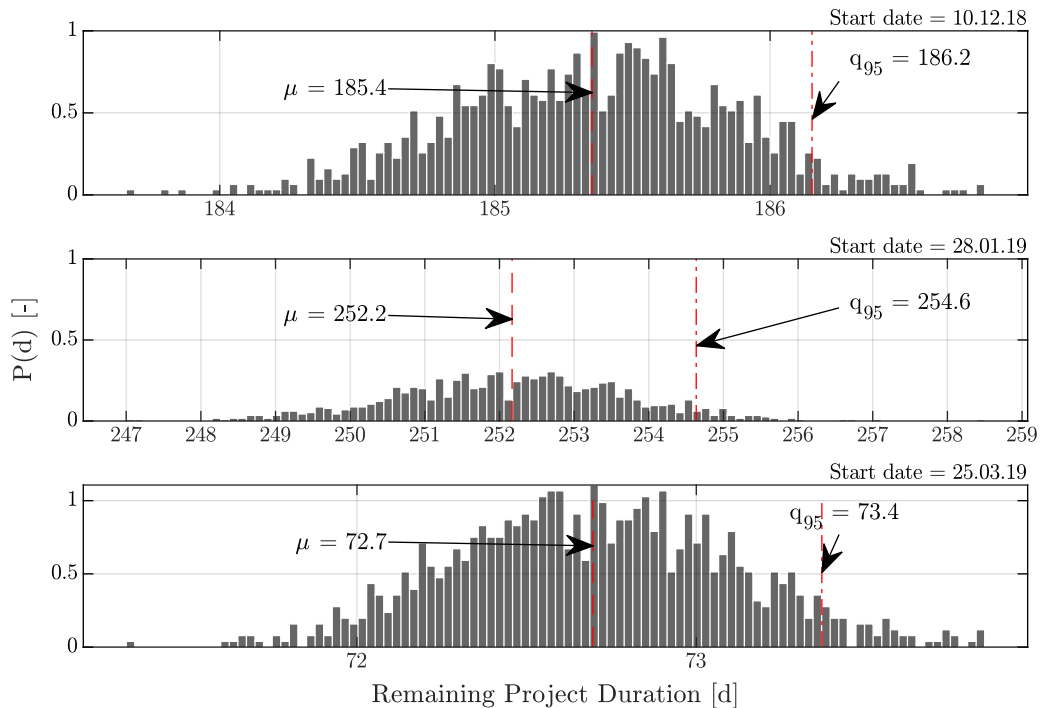 Start date = 10.12.18
1
q95 = 186.2
μ = 185.4
0.5
0
184 185 186
Start date = 28.01.19
1
μ = 252.2
q95 = 254.6
0.5
0
247 248 249 250 251 252 253 254 255 256 257 258 259
P(d) [-]
Start date = 25.03.19
1
q95 = 73.4
μ = 72.7
0.5
0
72 73
Remaining Project Duration [d]